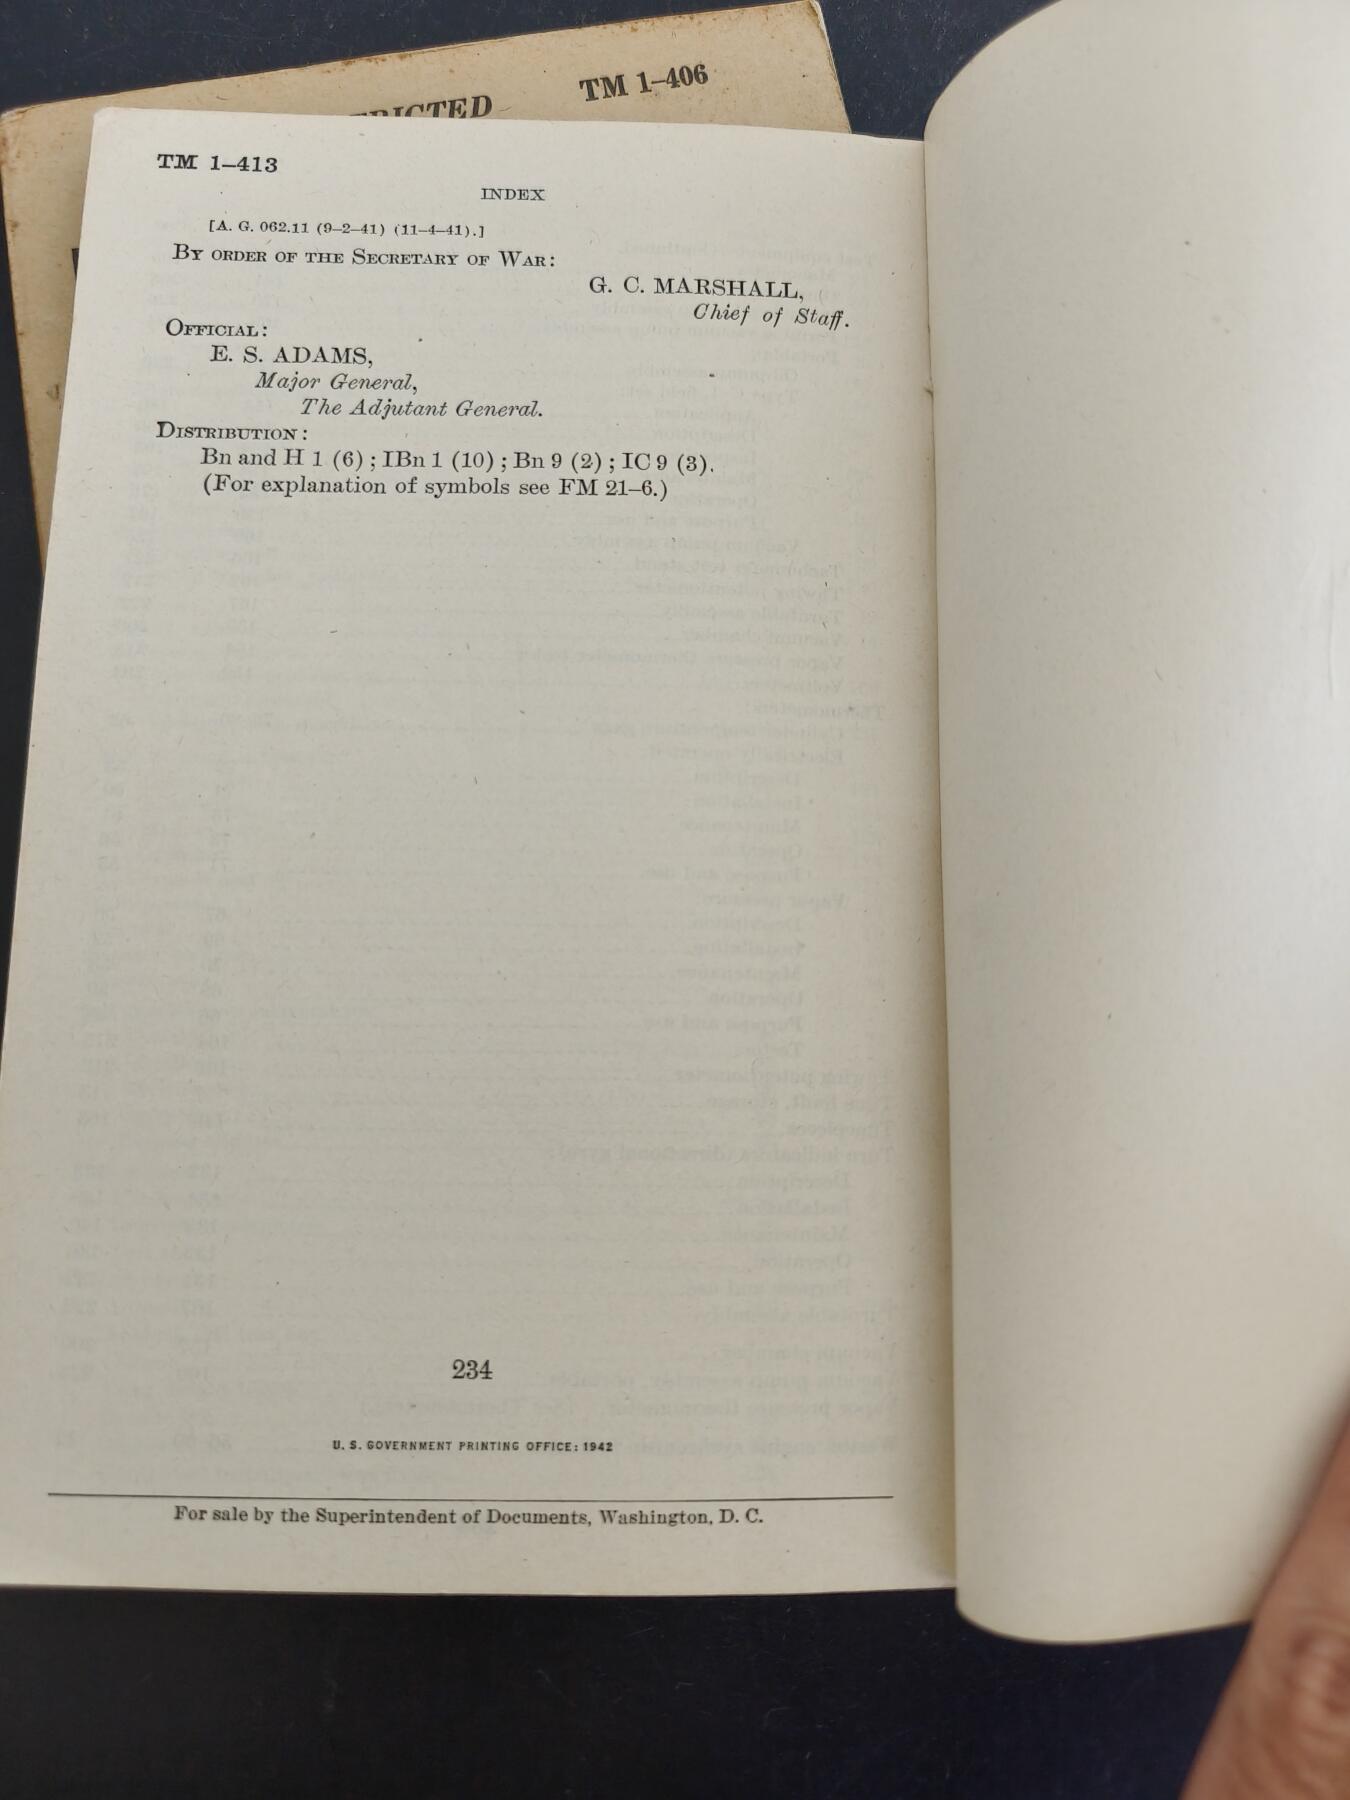 TM 1–406
TM 1–413
INDEX
[A. G. 062.11 (9–2–41) (11–4–41).]
By order of the Secretary of War:
G. C. MARSHALL,
Chief of Staff.
Official:
E. S. ADAMS,
Major General,
The Adjutant General.
Distribution:
Bn and H 1 (6); IBn 1 (10); Bn 9 (2); IC 9 (3).
(For explanation of symbols see FM 21–6.)
234
U. S. GOVERNMENT PRINTING OFFICE: 1942
For sale by the Superintendent of Documents, Washington, D. C.